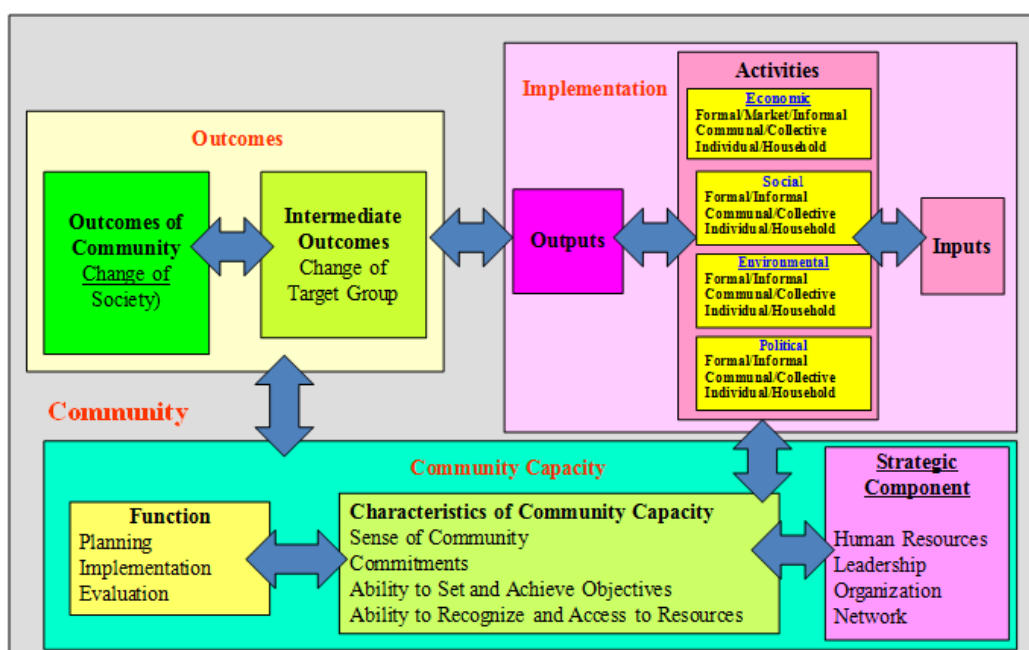 Outcomes
Outcomes of
Community
Change of
Society)
Intermediate
Outcomes
Change of
Target Group
Implementation
Outputs
Activities
Economic
Formal/Market/Informal
Communal/Collective
Individual/Household
Social
Formal/Informal
Communal/Collective
Individual/Household
Environmental
Formal/Informal
Communal/Collective
Individual/Household
Political
Formal/Informal
Communal/Collective
Individual/Household
Inputs
Community
Community Capacity
Function
Planning
Implementation
Evaluation
Characteristics of Community Capacity
Sense of Community
Commitments
Ability to Set and Achieve Objectives
Ability to Recognize and Access to Resources
Strategic
Component
Human Resources
Leadership
Organization
Network